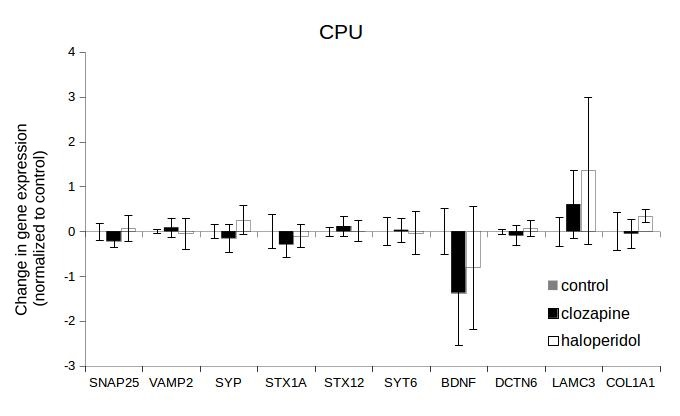 CPU
Change in gene expression
(normalized to control)
4
3
2
1
0
-1
-2
-3
control
clozapine
haloperidol
SNAP25 VAMP2 SYP STX1A STX12 SYT6 BDNF DCTN6 LAMC3 COL1A1